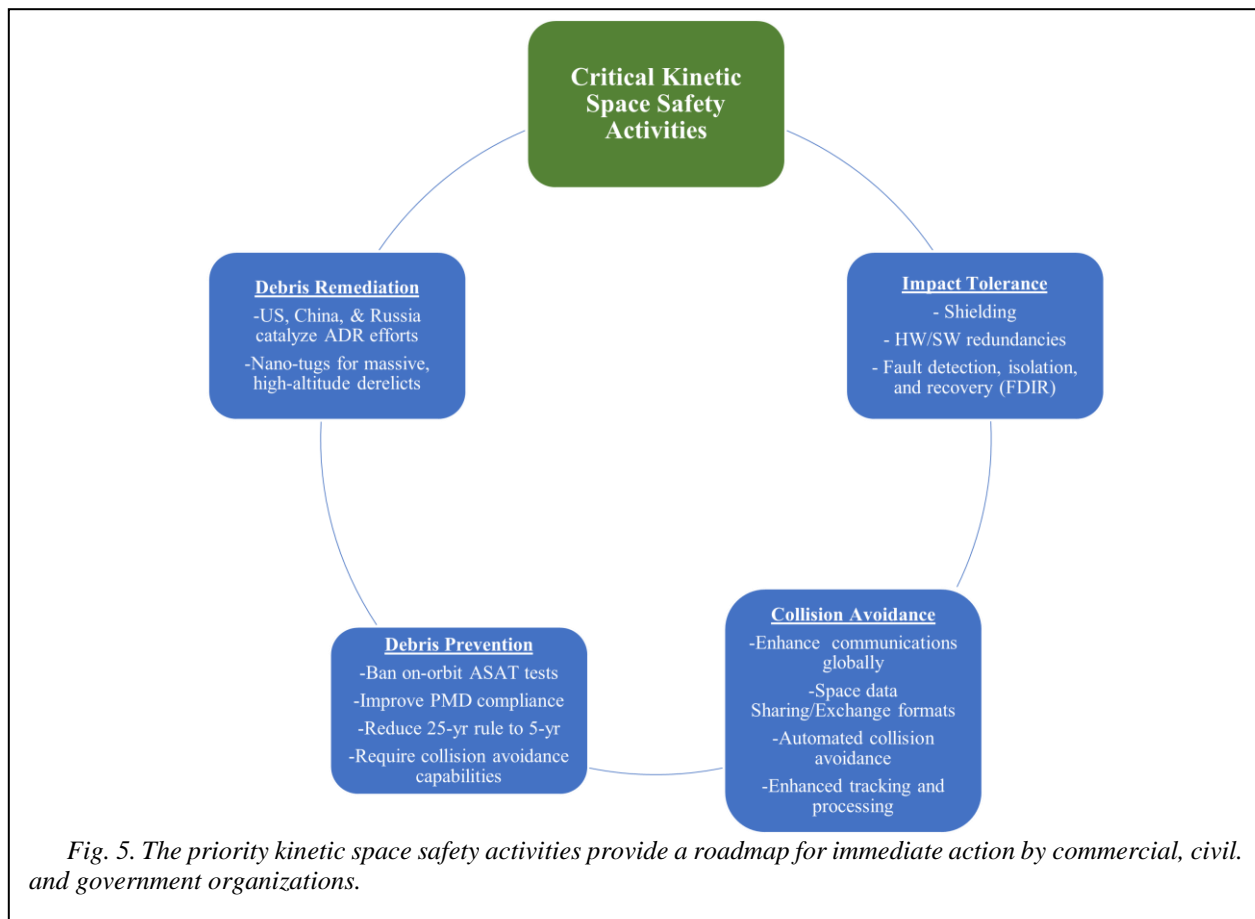 Critical Kinetic
Space Safety
Activities
Debris Remediation
-US, China, & Russia
catalyze ADR efforts
-Nano-tugs for massive,
high-altitude derelicts
Impact Tolerance
- Shielding
- HW/SW redundancies
- Fault detection, isolation,
and recovery (FDIR)
Debris Prevention
-Ban on-orbit ASAT tests
-Improve PMD compliance
-Reduce 25-yr rule to 5-yr
-Require collision avoidance
capabilities
Collision Avoidance
-Enhance communications
globally
-Space data
Sharing/Exchange formats
-Automated collision
avoidance
-Enhanced tracking and
processing
Fig. 5. The priority kinetic space safety activities provide a roadmap for immediate action by commercial, civil.
and government organizations.